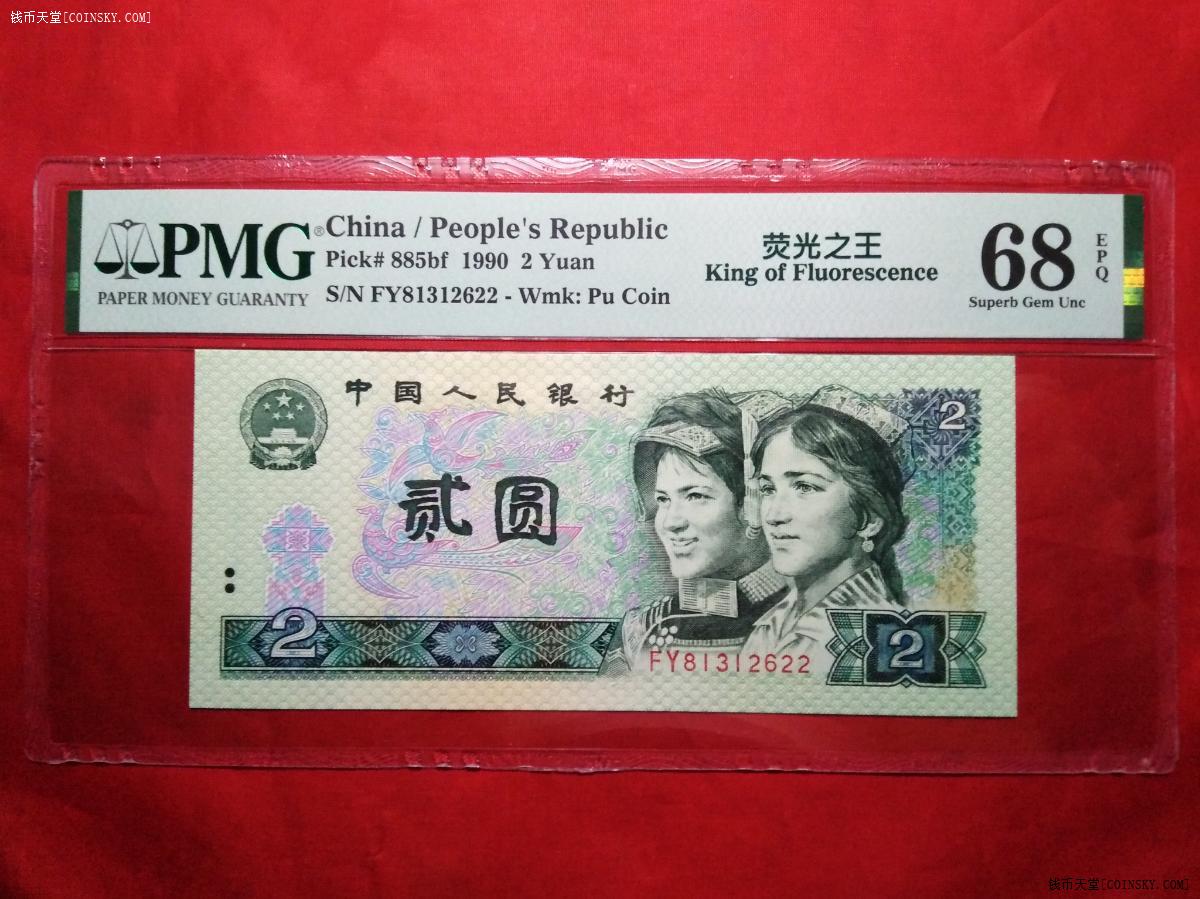 钱币天堂[COINSKY.COM]
PMG®
PAPER MONEY GUARANTY
China / People's Republic
Pick# 885bf 1990 2 Yuan
S/N FY81312622 - Wmk: Pu Coin
荧光之王
King of Fluorescence
68
EPQ
Superb Gem Unc
中国人民银行
2
贰圆
2
FY81312622
2
钱币天堂[COINSKY.COM]